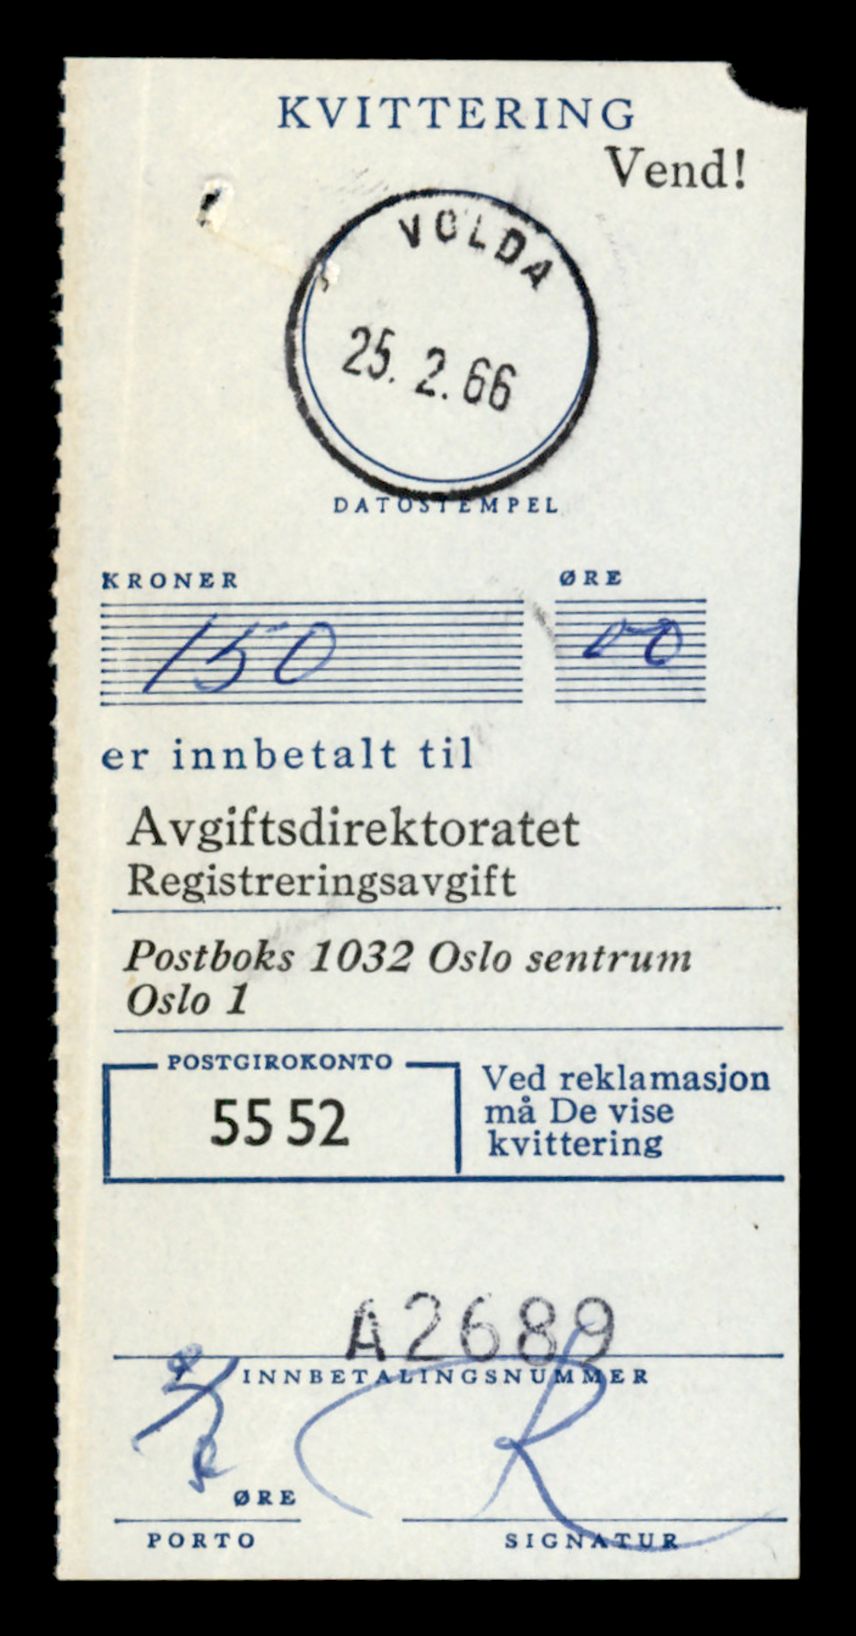 KVITTERING
Vend!
VOLDA
25. 2. 66
DATOSTEMPEL
KRONER ØRE
150 00
er innbetalt til
Avgiftsdirektoratet
Registreringsavgift
Postboks 1032 Oslo sentrum
Oslo 1
POSTGIROKONTO
55 52
Ved reklamasjon
må De vise
kvittering
A2689
INNBETALINGSNUMMER
ØRE
PORTO SIGNATUR